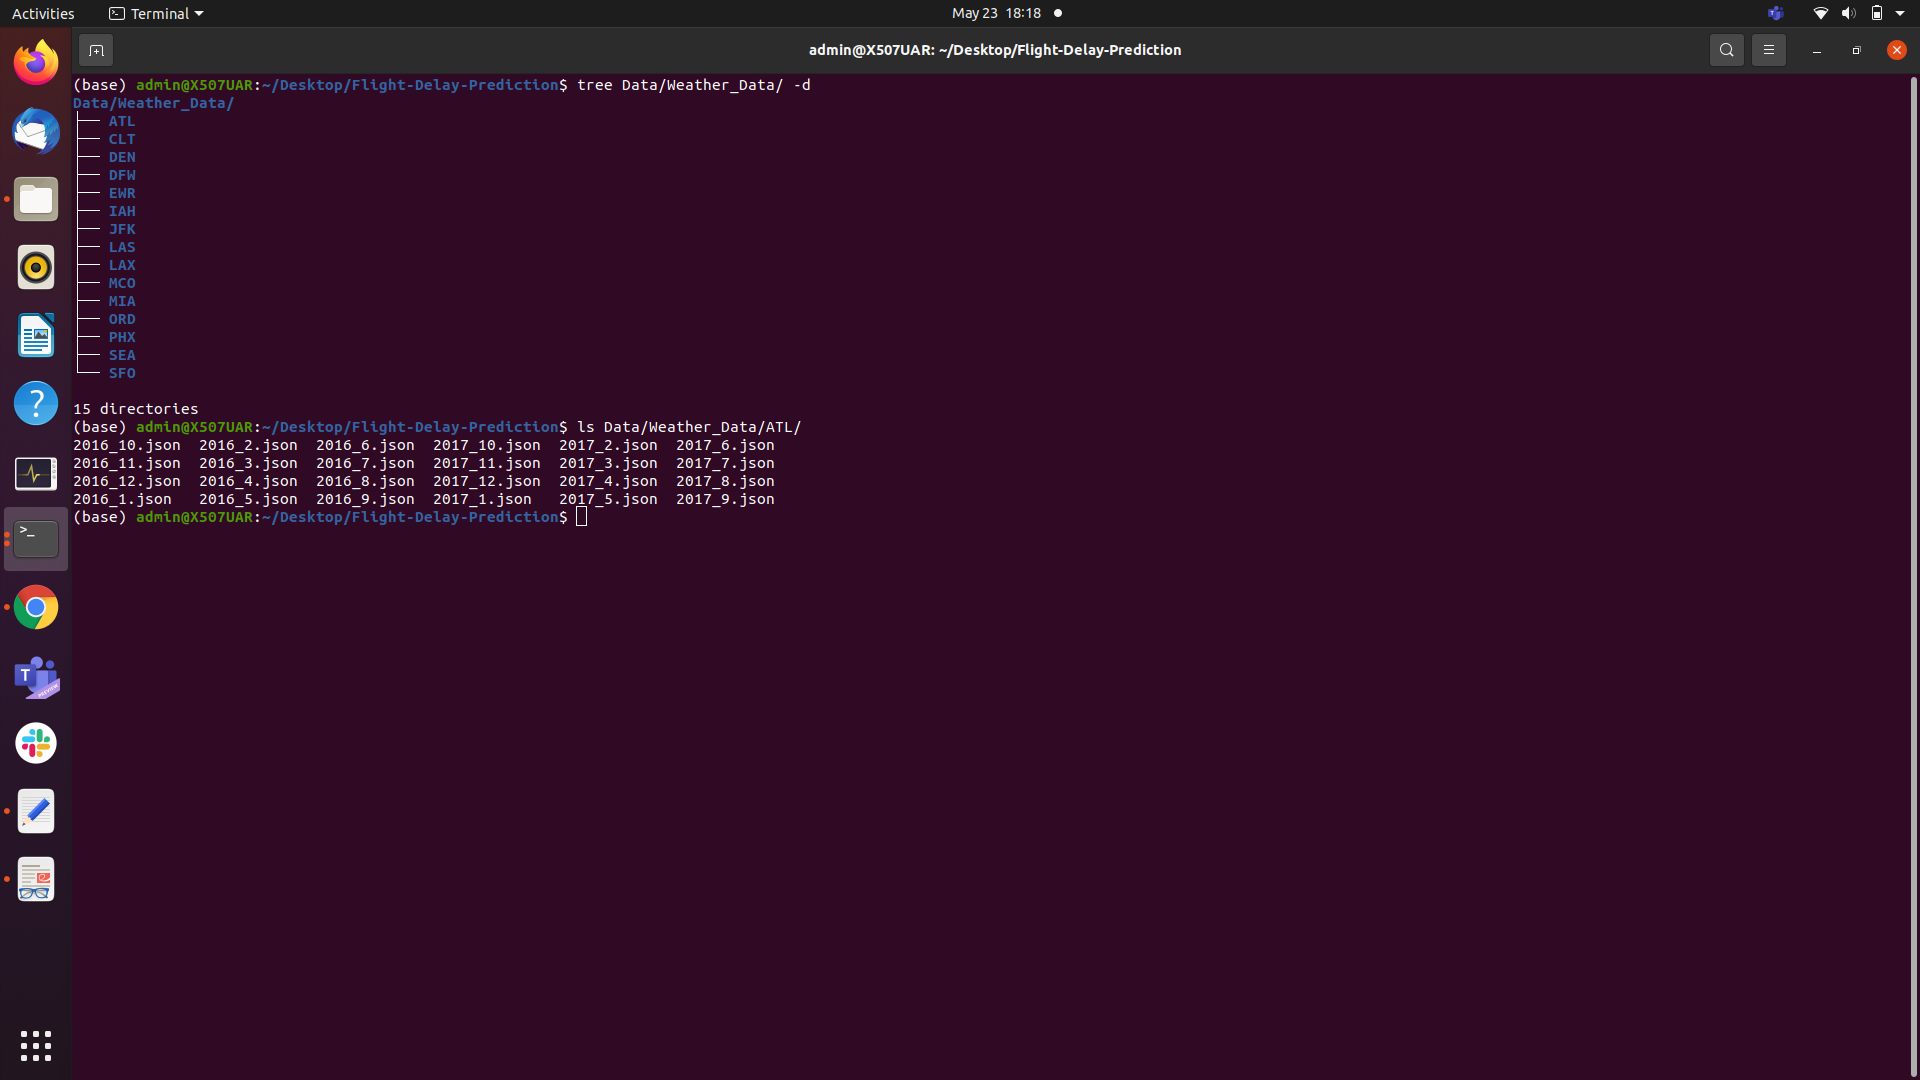 Activities Terminal May 23 18:18
admin@X507UAR: ~/Desktop/Flight-Delay-Prediction
(base) admin@X507UAR:~/Desktop/Flight-Delay-Prediction$ tree Data/Weather_Data/ -d
Data/Weather_Data/
├── ATL
├── CLT
├── DEN
├── DFW
├── EWR
├── IAH
├── JFK
├── LAS
├── LAX
├── MCO
├── MIA
├── ORD
├── PHX
├── SEA
└── SFO
15 directories
(base) admin@X507UAR:~/Desktop/Flight-Delay-Prediction$ ls Data/Weather_Data/ATL/
2016_10.json 2016_2.json 2016_6.json 2017_10.json 2017_2.json 2017_6.json
2016_11.json 2016_3.json 2016_7.json 2017_11.json 2017_3.json 2017_7.json
2016_12.json 2016_4.json 2016_8.json 2017_12.json 2017_4.json 2017_8.json
2016_1.json 2016_5.json 2016_9.json 2017_1.json 2017_5.json 2017_9.json
(base) admin@X507UAR:~/Desktop/Flight-Delay-Prediction$